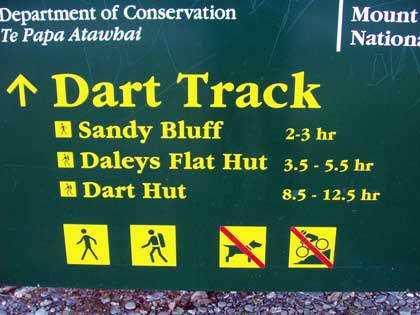 Department of Conservation
Te Papa Atawhai
Mount
Nationa
Dart Track
Sandy Bluff 2-3 hr
Daleys Flat Hut 3.5 - 5.5 hr
Dart Hut 8.5 - 12.5 hr